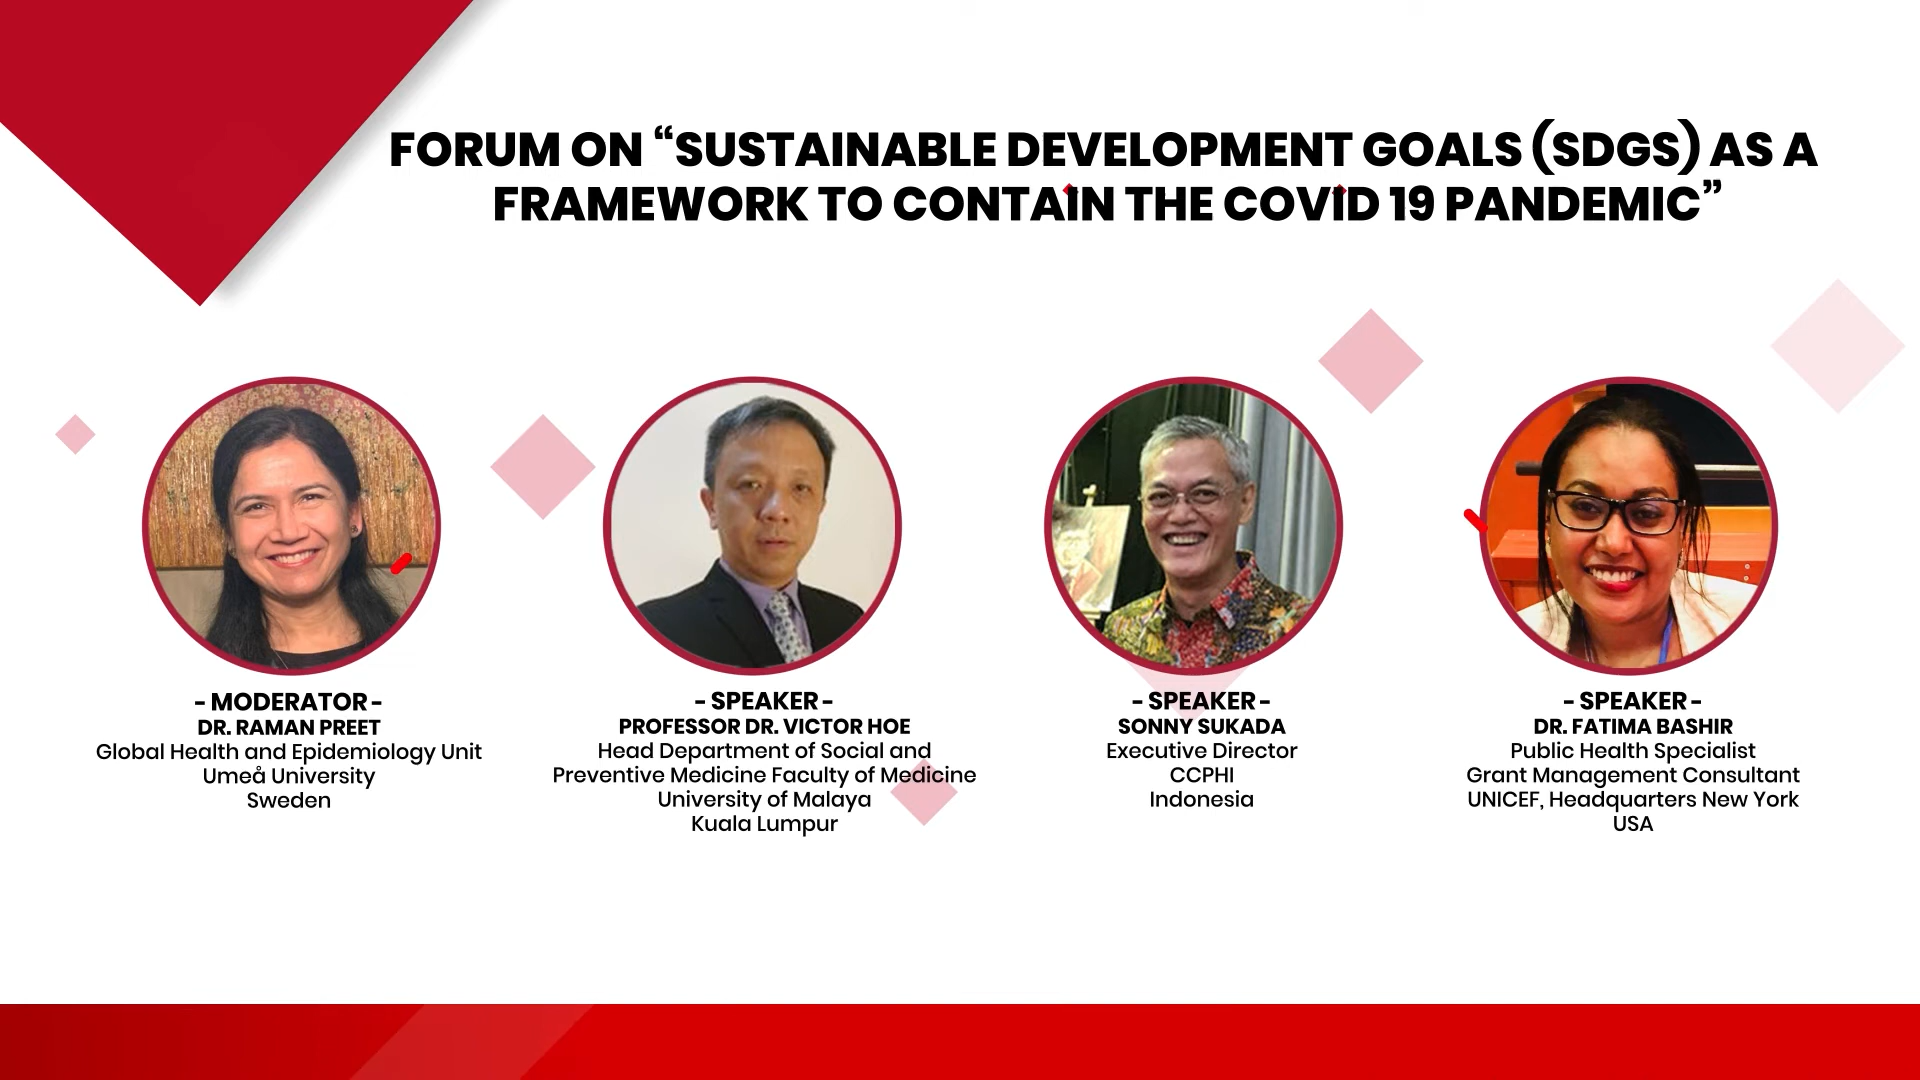 FORUM ON “SUSTAINABLE DEVELOPMENT GOALS (SDGS) AS A
FRAMEWORK TO CONTAIN THE COVID 19 PANDEMIC”
- MODERATOR -
DR. RAMAN PREET
Global Health and Epidemiology Unit
Umeå University
Sweden
- SPEAKER -
PROFESSOR DR. VICTOR HOE
Head Department of Social and
Preventive Medicine Faculty of Medicine
University of Malaya
Kuala Lumpur
- SPEAKER -
SONNY SUKADA
Executive Director
CCPHI
Indonesia
- SPEAKER -
DR. FATIMA BASHIR
Public Health Specialist
Grant Management Consultant
UNICEF, Headquarters New York
USA